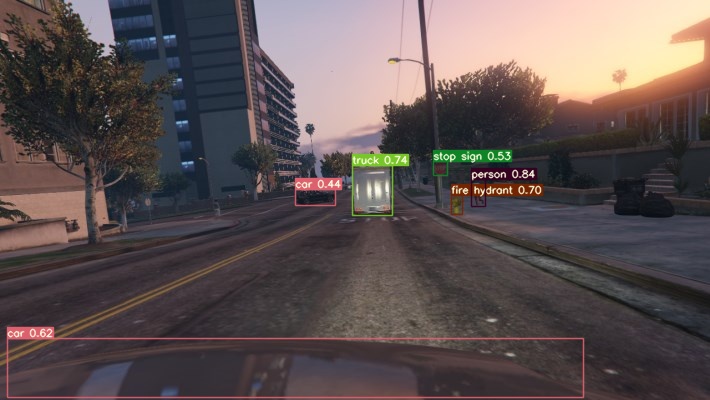 truck 0.74
stop sign 0.53
car 0.44
person 0.84
fire hydrant 0.70
car 0.62